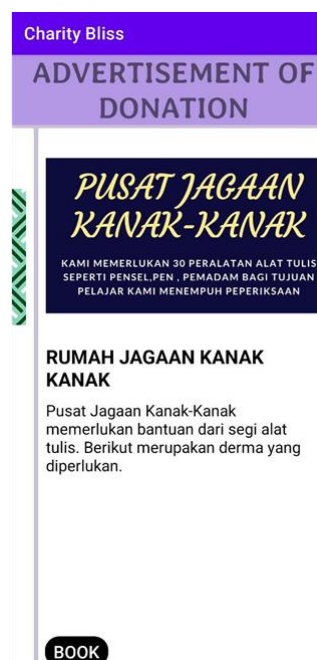 Charity Bliss
ADVERTISEMENT OF
DONATION
PUSAT JAGAAN
KANAK-KANAK
KAMI MEMERLUKAN 30 PERALATAN ALAT TULIS
SEPERTI PENSEL,PEN , PEMADAM BAGI TUJUAN
PELAJAR KAMI MENEMPUH PEPERIKSAAN
RUMAH JAGAAN KANAK
KANAK
Pusat Jagaan Kanak-Kanak
memerlukan bantuan dari segi alat
tulis. Berikut merupakan derma yang
diperlukan.
BOOK